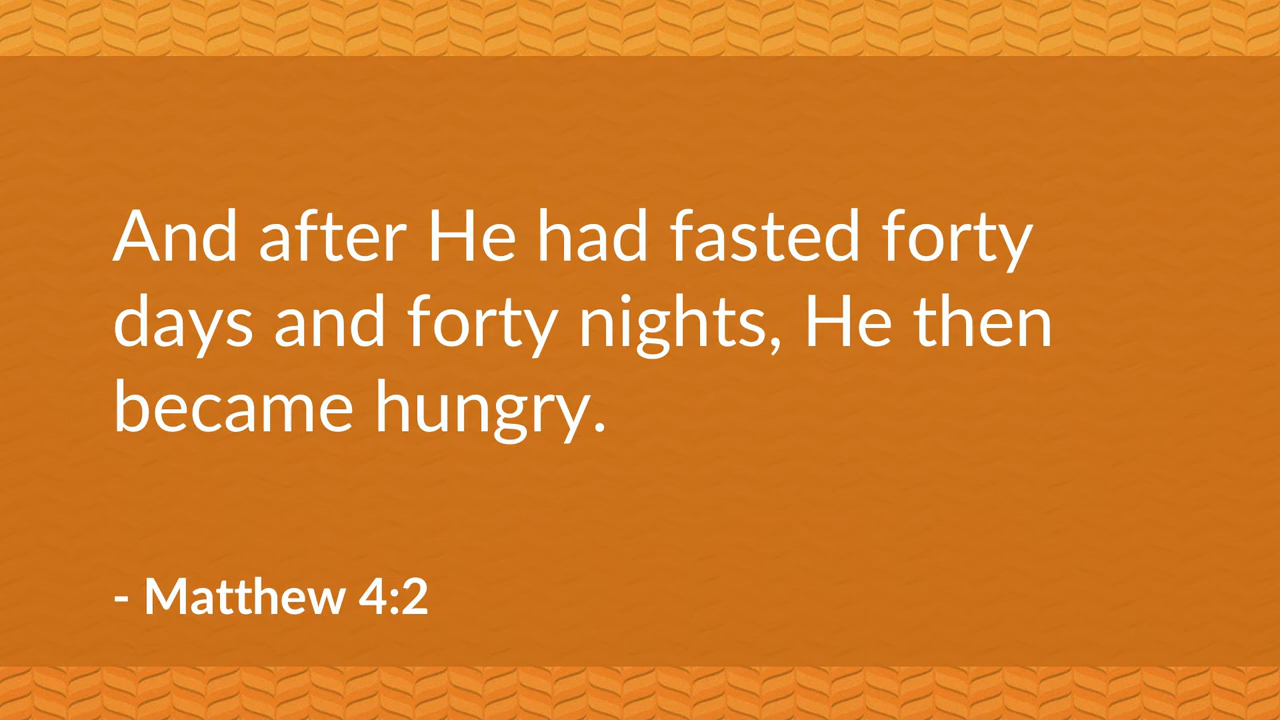 And after He had fasted forty
days and forty nights, He then
became hungry.
- Matthew 4:2